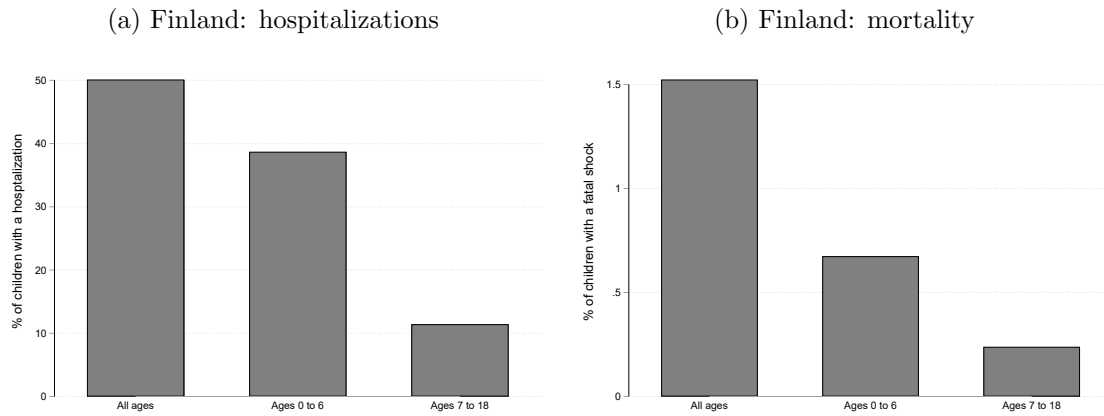 (a) Finland: hospitalizations
% of children with a hosptalization
50
40
30
20
10
0
All ages
Ages 0 to 6
Ages 7 to 18
(b) Finland: mortality
% of children with a fatal shock
1.5
1
.5
0
All ages
Ages 0 to 6
Ages 7 to 18